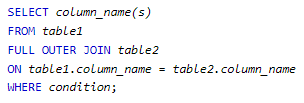 SELECT column_name(s)
FROM table1
FULL OUTER JOIN table2
ON table1.column_name = table2.column_name
WHERE condition;